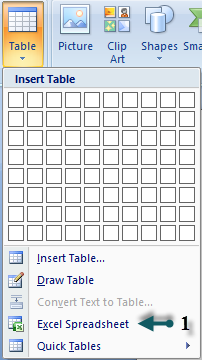 Table
Picture
Clip
Art
Shapes
Sma
Insert Table
Insert Table...
Draw Table
Convert Text to Table...
Excel Spreadsheet 1
Quick Tables